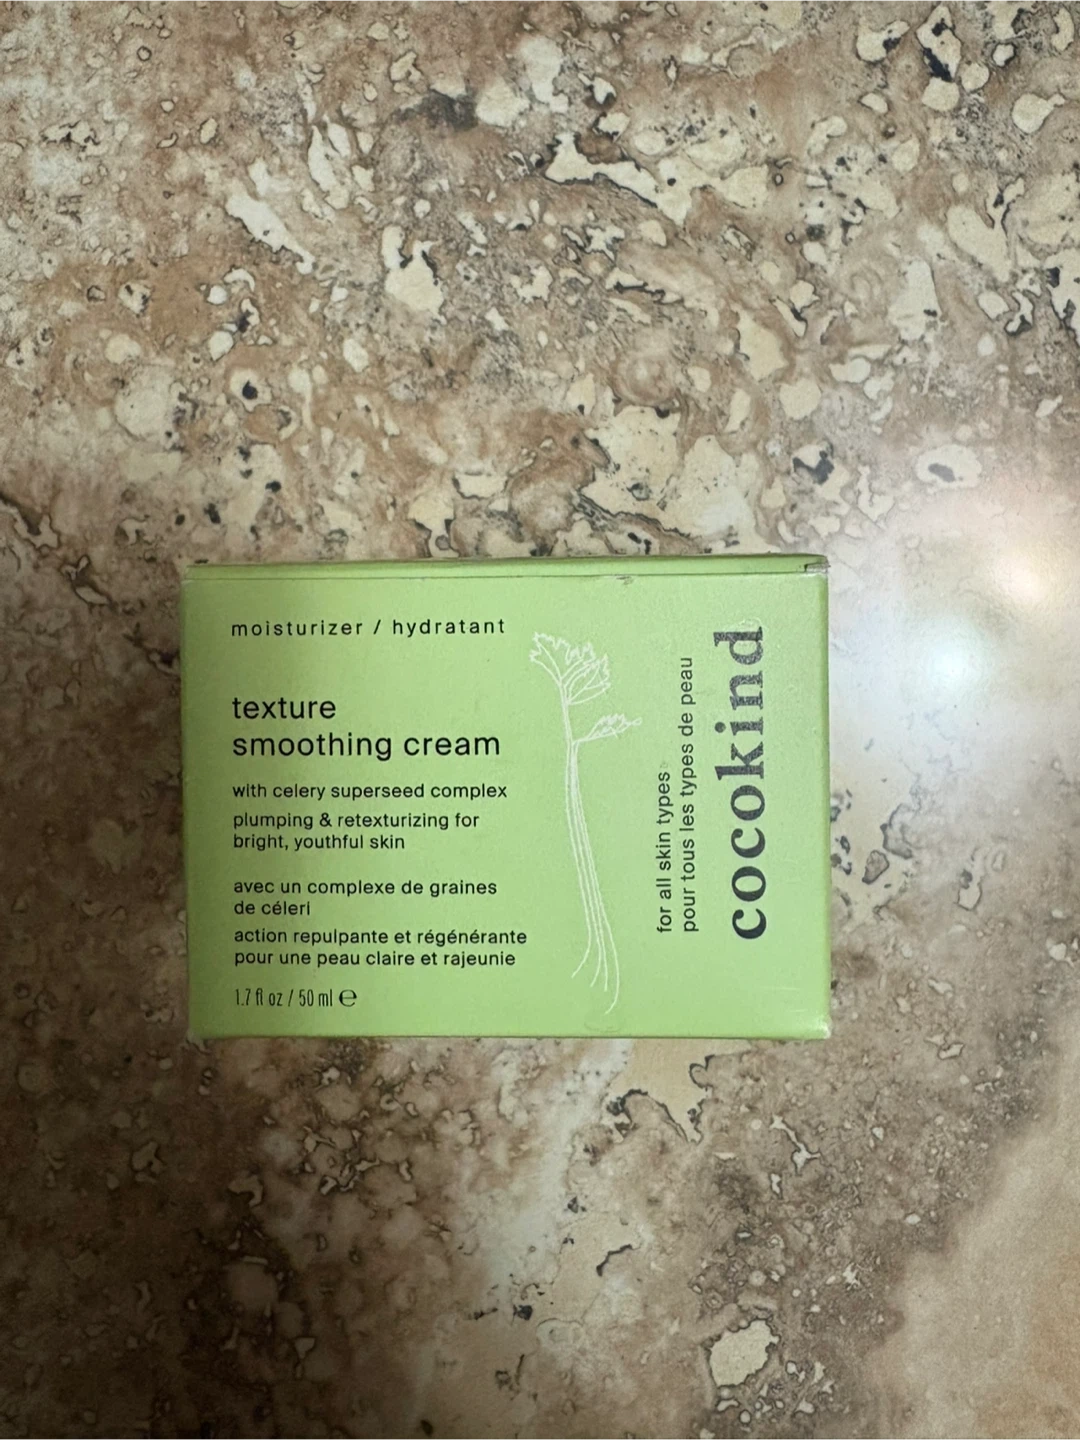 moisturizer / hydratant
texture
smoothing cream
with celery superseed complex
plumping & retexturizing for
bright, youthful skin
avec un complexe de graines
de céleri
action repulpante et régénérante
pour une peau claire et rajeunie
1.7 fl oz / 50 ml ℮
for all skin types
pour tous les types de peau
cocokind